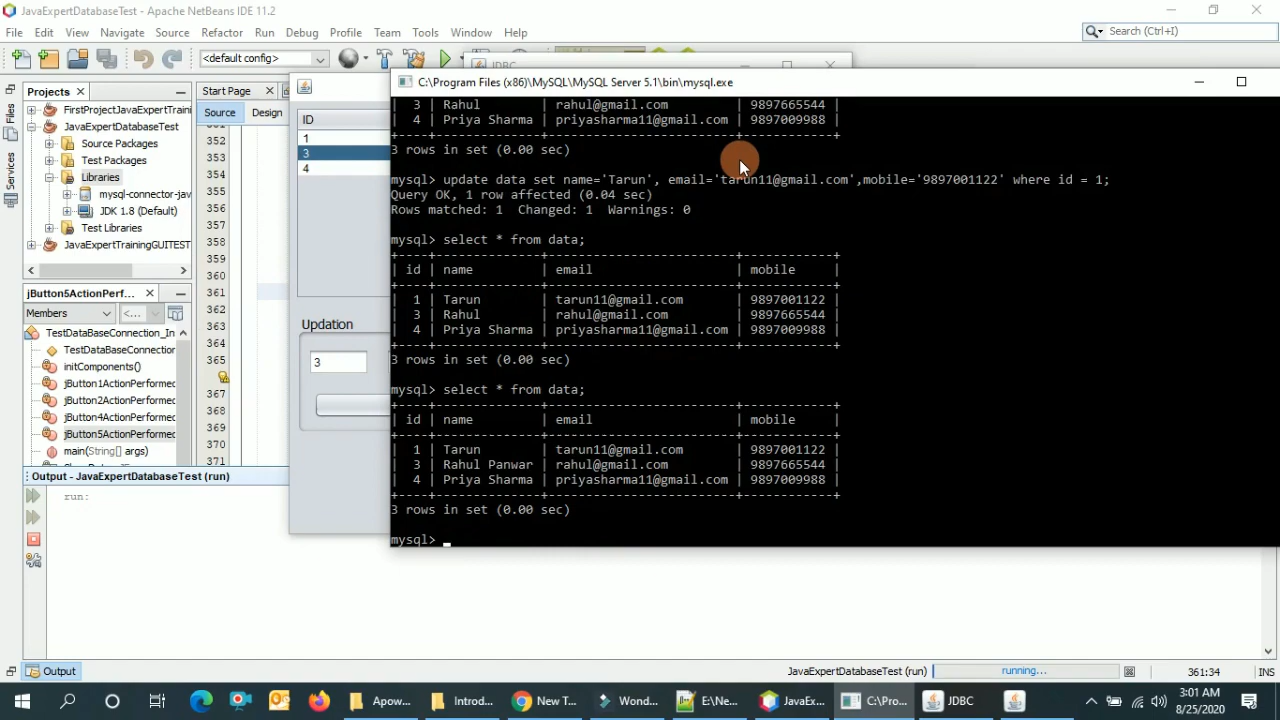 JavaExpertDatabaseTest - Apache NetBeans IDE 11.2
File Edit View Navigate Source Refactor Run Debug Profile Team Tools Window Help
Search (Ctrl+I)
<default config>
JDBC
Projects
Start Page
C:\Program Files (x86)\MySQL\MySQL Server 5.1\bin\mysql.exe
Files
Services
FirstProjectJavaExpertTraini
JavaExpertDatabaseTest
Source Packages
Test Packages
Libraries
mysql-connector-jav
JDK 1.8 (Default)
Test Libraries
JavaExpertTrainingGUITEST
Source Design
352
353
354
355
356
357
358
359
360
361
362
363
364
365
367
368
369
370
371
ID
1
3
4
Updation
3
| 3 | Rahul | rahul@gmail.com | 9897665544 |
| 4 | Priya Sharma | priyasharma11@gmail.com | 9897009988 |
+----+--------------+-------------------------+------------+
3 rows in set (0.00 sec)
mysql> update data set name='Tarun', email='tarun11@gmail.com',mobile='9897001122' where id = 1;
Query OK, 1 row affected (0.04 sec)
Rows matched: 1 Changed: 1 Warnings: 0
mysql> select * from data;
+----+--------------+-------------------------+------------+
| id | name | email | mobile |
+----+--------------+-------------------------+------------+
| 1 | Tarun | tarun11@gmail.com | 9897001122 |
| 3 | Rahul | rahul@gmail.com | 9897665544 |
| 4 | Priya Sharma | priyasharma11@gmail.com | 9897009988 |
+----+--------------+-------------------------+------------+
3 rows in set (0.00 sec)
mysql> select * from data;
+----+--------------+-------------------------+------------+
| id | name | email | mobile |
+----+--------------+-------------------------+------------+
| 1 | Tarun | tarun11@gmail.com | 9897001122 |
| 3 | Rahul Panwar | rahul@gmail.com | 9897665544 |
| 4 | Priya Sharma | priyasharma11@gmail.com | 9897009988 |
+----+--------------+-------------------------+------------+
3 rows in set (0.00 sec)
mysql>
jButton5ActionPerf...
Members
<...
TestDataBaseConnection_In
TestDataBaseConnection
initComponents()
jButton1ActionPerformed
jButton2ActionPerformed
jButton4ActionPerformed
jButton5ActionPerformed
main(String[] args)
Output - JavaExpertDatabaseTest (run)
run:
Output
JavaExpertDatabaseTest (run)
running...
361:34
INS
Apow...
Introd...
New T...
Wond...
E:\Ne...
JavaEx...
C:\Pro...
JDBC
3:01 AM
8/25/2020